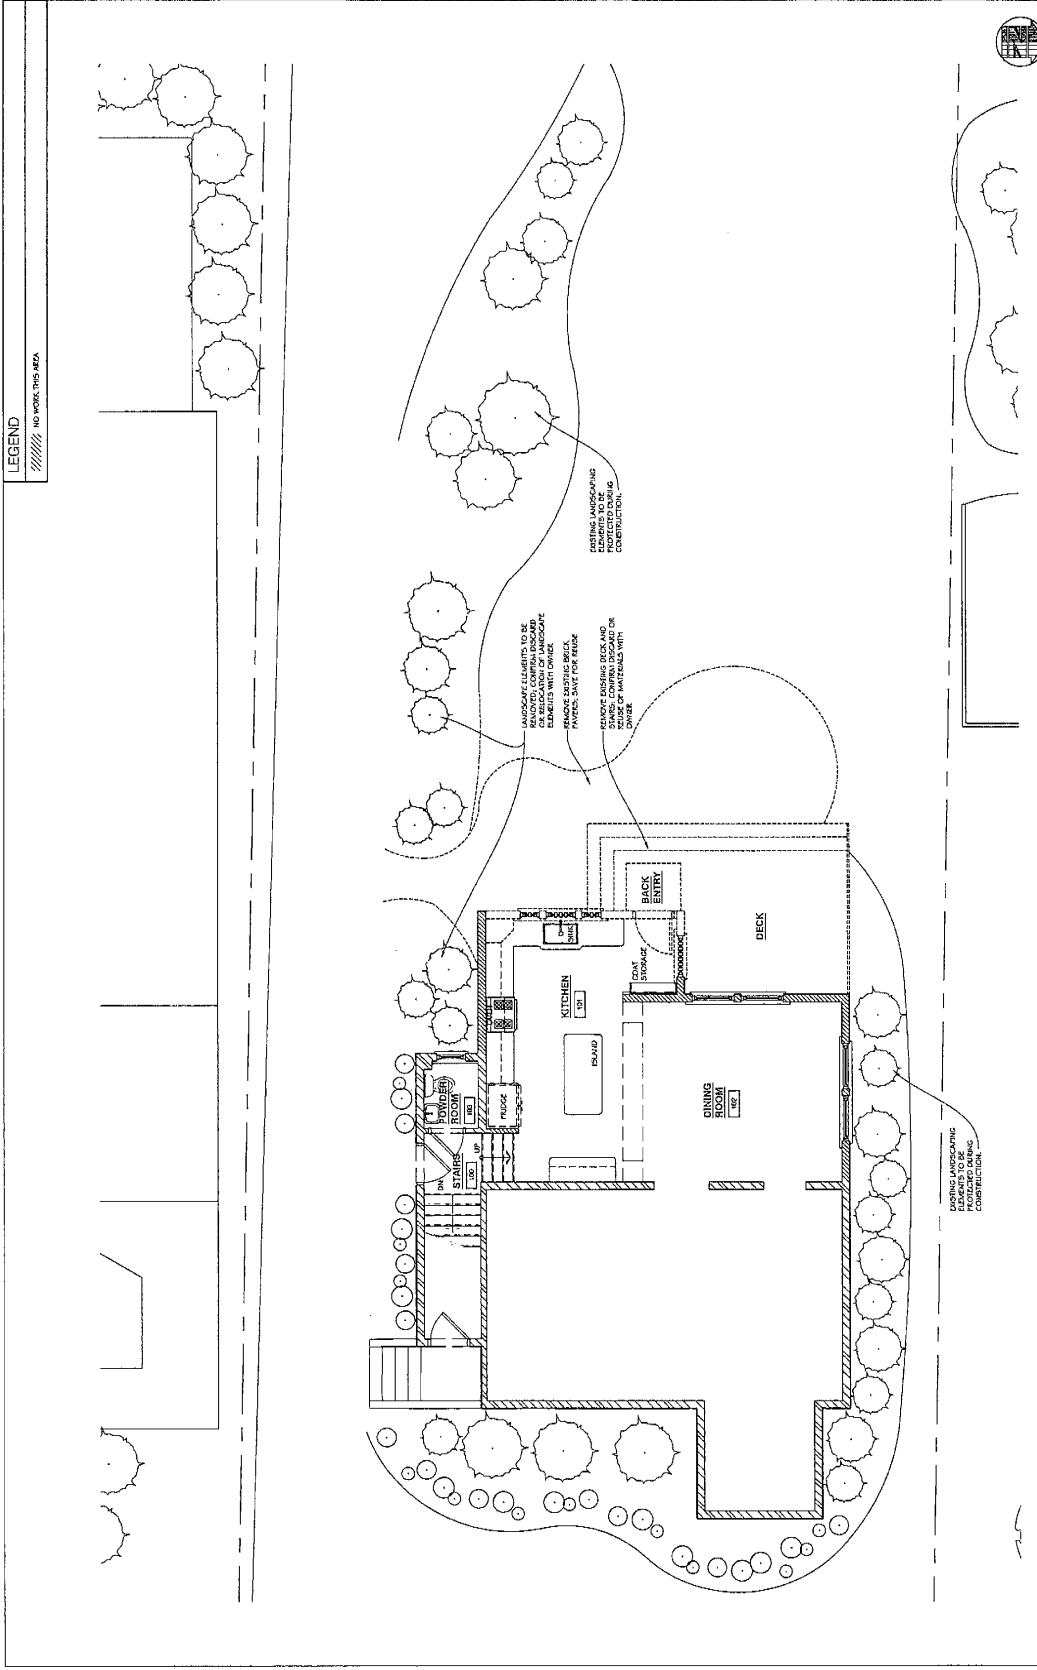 LEGEND
NO WORK THIS AREA
EXISTING LANDSCAPING
ELEMENTS TO BE
PROTECTED DURING
CONSTRUCTION.
LANDSCAPE ELEMENTS TO BE
REMOVED; CONFIRM DISCARD
OR RELOCATION OF LANDSCAPE
ELEMENTS WITH OWNER
REMOVE EXISTING BRICK
PAVERS; SAVE FOR REUSE
REMOVE EXISTING DECK AND
STAIRS; CONFIRM DISCARD OR
REUSE OF MATERIALS WITH
OWNER
BACK
ENTRY
DECK
SINK
COAT
STORAGE
KITCHEN
101
ISLAND
FRIDGE
POWDER
ROOM
103
UP
DN
STAIRS
100
DINING
ROOM
102
EXISTING LANDSCAPING
ELEMENTS TO BE
PROTECTED DURING
CONSTRUCTION.